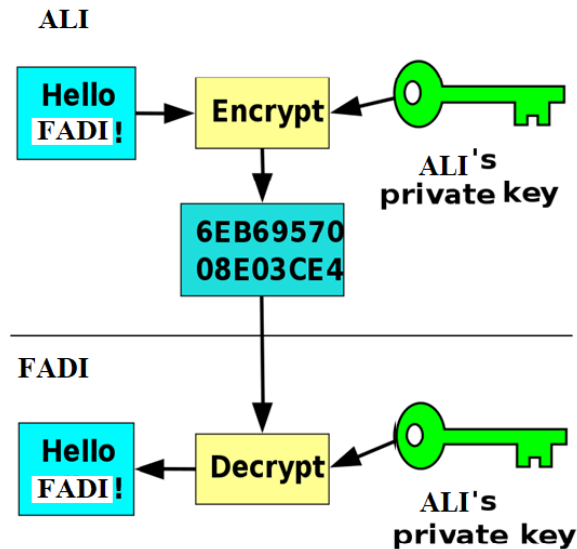 ALI
Hello
FADI!
Encrypt
ALI's
private key
6EB69570
08E03CE4
FADI
Hello
FADI!
Decrypt
ALI's
private key